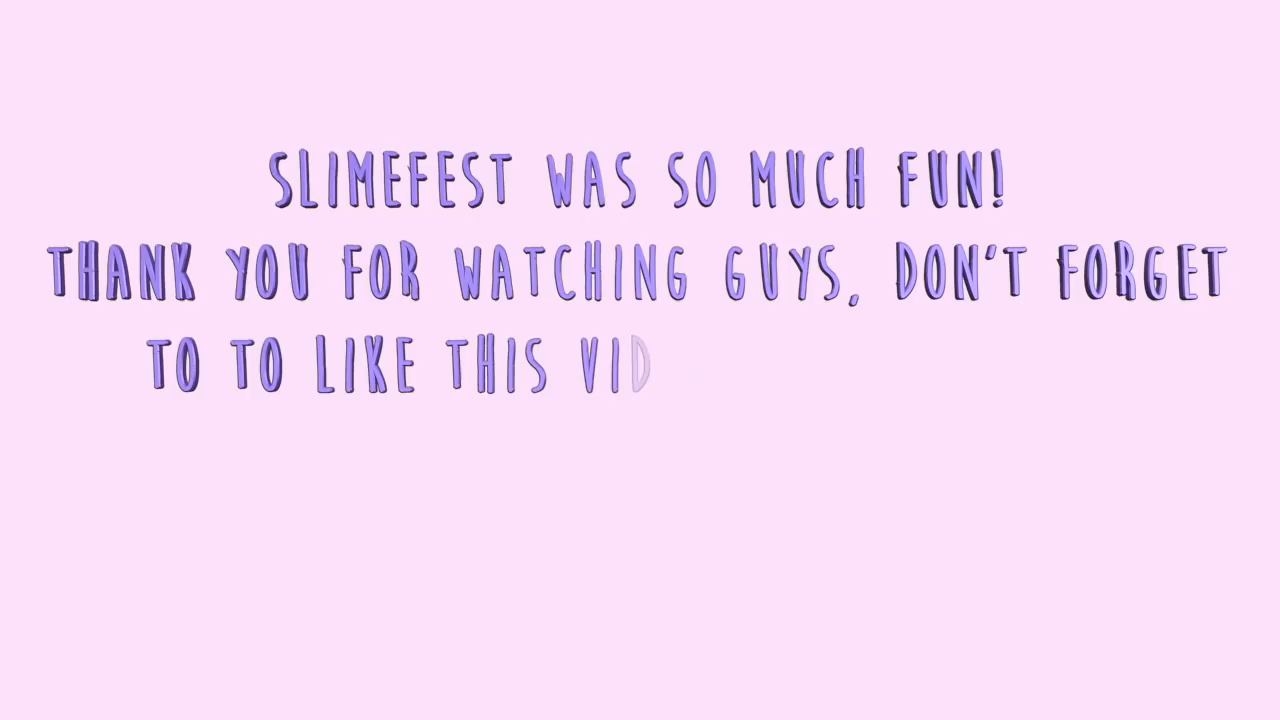 SLIMEFEST WAS SO MUCH FUN!
THANK YOU FOR WATCHING GUYS, DON'T FORGET
TO TO LIKE THIS VID